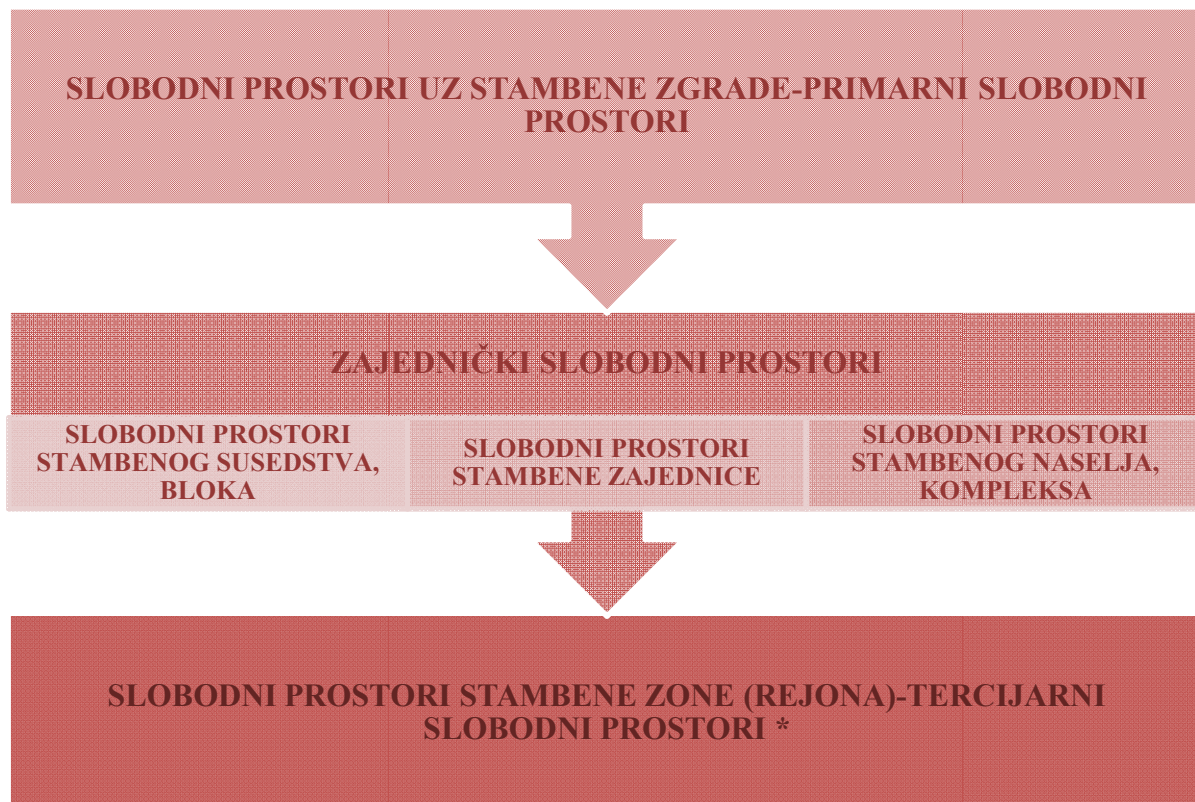 SLOBODNI PROSTORI UZ STAMBENE ZGRADE-PRIMARNI SLOBODNI
PROSTORI
ZAJEDNIČKI SLOBODNI PROSTORI
SLOBODNI PROSTORI
STAMBENOG SUSEDSTVA,
BLOKA
SLOBODNI PROSTORI
STAMBENE ZAJEDNICE
SLOBODNI PROSTORI
STAMBENOG NASELJA,
KOMPLEKSA
SLOBODNI PROSTORI STAMBENE ZONE (REJONA)-TERCIJARNI
SLOBODNI PROSTORI *